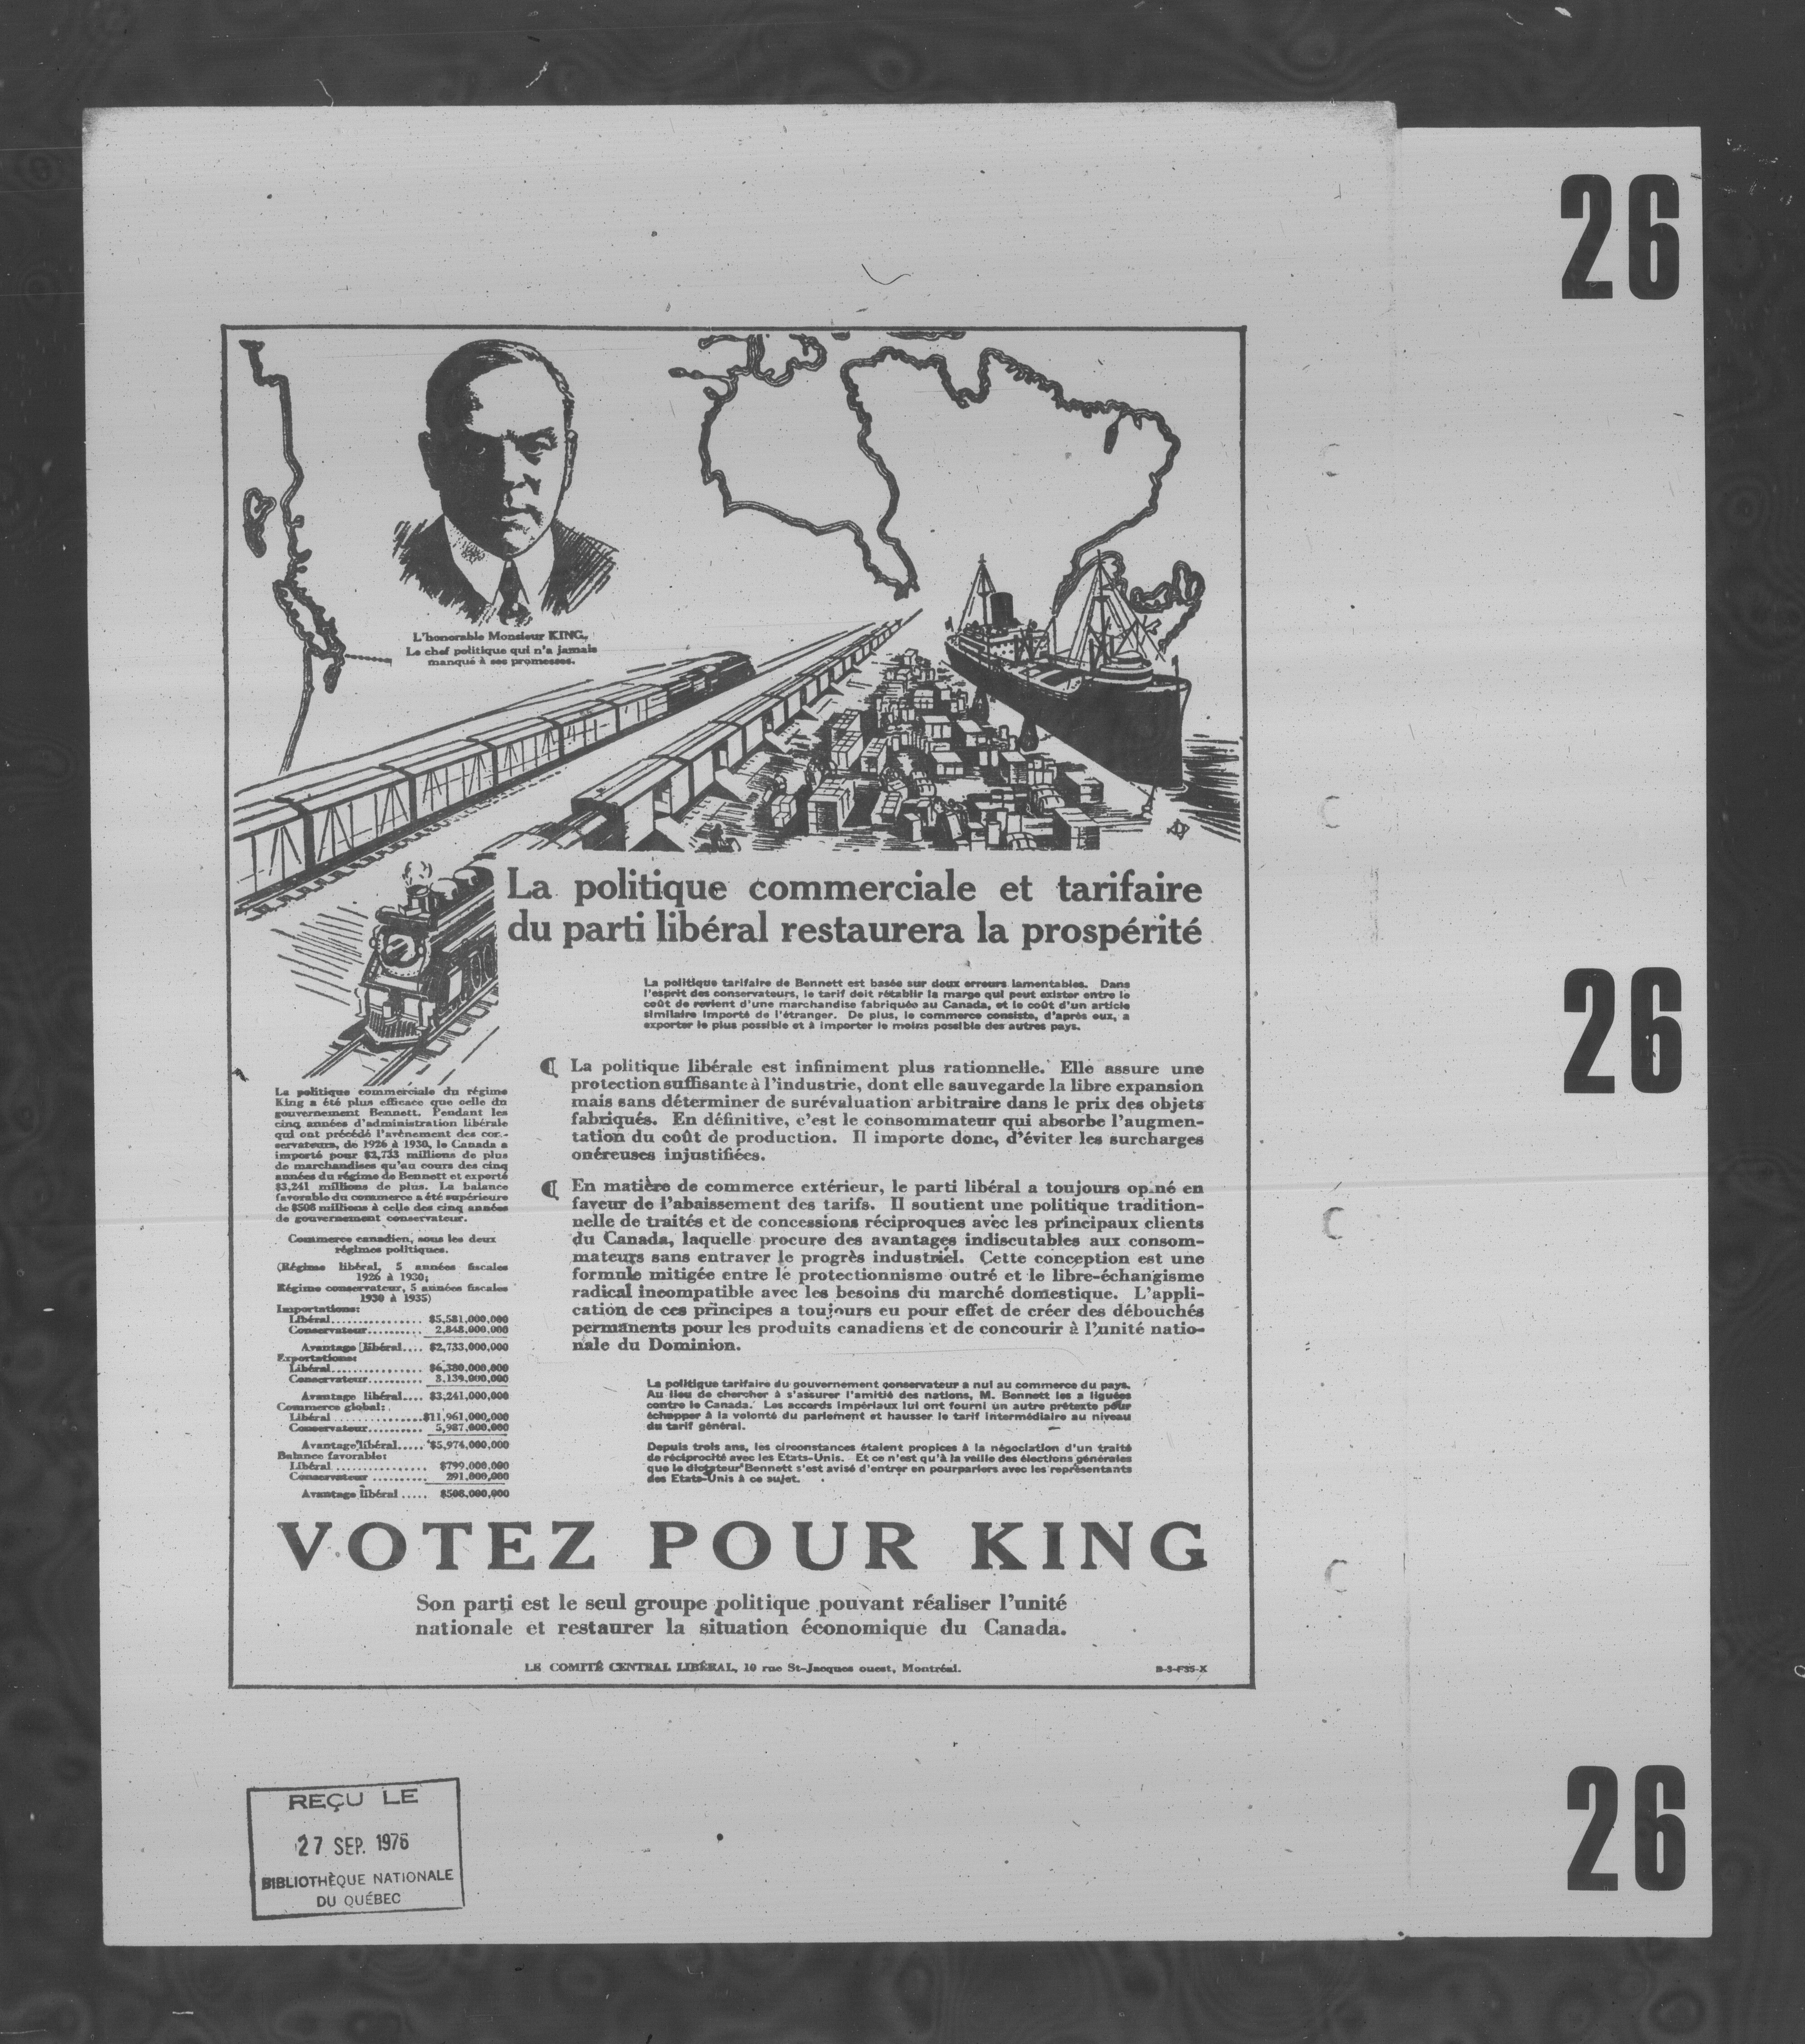 26
L'honorable Monsieur KING,
Le chef politique qui n'a jamais
manqué à ses promesses.
La politique commerciale et tarifaire
du parti libéral restaurera la prospérité
La politique tarifaire de Bennett est basée sur deux erreurs lamentables. Dans
l'esprit des conservateurs, le tarif doit rétablir la marge qui peut exister entre le
coût de revient d'une marchandise fabriquée au Canada, et le coût d'un article
similaire importé de l'étranger. De plus, le commerce consiste, d'après eux, a
exporter le plus possible et à importer le moins possible des autres pays.
¶ La politique libérale est infiniment plus rationnelle. Elle assure une
protection suffisante à l'industrie, dont elle sauvegarde la libre expansion
mais sans déterminer de surévaluation arbitraire dans le prix des objets
fabriqués. En définitive, c'est le consommateur qui absorbe l'augmen-
tation du coût de production. Il importe donc, d'éviter les surcharges
onéreuses injustifiées.
¶ En matière de commerce extérieur, le parti libéral a toujours op.né en
faveur de l'abaissement des tarifs. Il soutient une politique tradition-
nelle de traités et de concessions réciproques avec les principaux clients
du Canada, laquelle procure des avantages indiscutables aux consom-
mateurs sans entraver le progrès industriel. Cette conception est une
formule mitigée entre le protectionnisme outré et le libre-échangisme
radical incompatible avec les besoins du marché domestique. L'appli-
cation de ces principes a toujours eu pour effet de créer des débouchés
permanents pour les produits canadiens et de concourir à l'unité natio-
nale du Dominion.
La politique tarifaire du gouvernement conservateur a nui au commerce du pays.
Au lieu de chercher à s'assurer l'amitié des nations, M. Bennett les a liguées
contre le Canada. Les accords impériaux lui ont fourni un autre prétexte pour
échapper à la volonté du parlement et hausser le tarif intermédiaire au niveau
du tarif général.
Depuis trois ans, les circonstances étaient propices à la négociation d'un traité
de réciprocité avec les Etats-Unis. Et ce n'est qu'à la veille des élections générales
que le dictateur Bennett s'est avisé d'entrer en pourparlers avec les représentants
des Etats-Unis à ce sujet.
La politique commerciale du régime
King a été plus efficace que celle du
gouvernement Bennett. Pendant les
cinq années d'administration libérale
qui ont précédé l'avènement des con-
servateurs, de 1926 à 1930, le Canada a
importé pour $3,733 millions de plus
de marchandises qu'au cours des cinq
années du régime de Bennett et exporté
$3,241 millions de plus. La balance
favorable du commerce a été supérieure
de $508 millions à celle des cinq années
de gouvernement conservateur.
Commerce canadien, sous les deux
régimes politiques.
(Régime libéral, 5 années fiscales
1926 à 1930;
Régime conservateur, 5 années fiscales
1930 à 1935)
Importations:
Libéral................ $5,581,000,000
Conservateur.......... 2,848,000,000
Avantage libéral.... $2,733,000,000
Exportations:
Libéral................ $6,380,000,000
Conservateur.......... 3,139,000,000
Avantage libéral.... $3,241,000,000
Commerce global:
Libéral ................$11,961,000,000
Conservateur.......... 5,987,000,000
Avantage libéral..... $5,974,000,000
Balance favorable:
Libéral ................ $799,000,000
Conservateur .......... 291,000,000
Avantage libéral ..... $508,000,000
VOTEZ POUR KING
Son parti est le seul groupe politique pouvant réaliser l'unité
nationale et restaurer la situation économique du Canada.
LE COMITÉ CENTRAL LIBÉRAL, 10 rue St-Jacques ouest, Montréal.
B-3-F35-X
26
REÇU LE
27 SEP. 1976
BIBLIOTHÈQUE NATIONALE
DU QUÉBEC
26